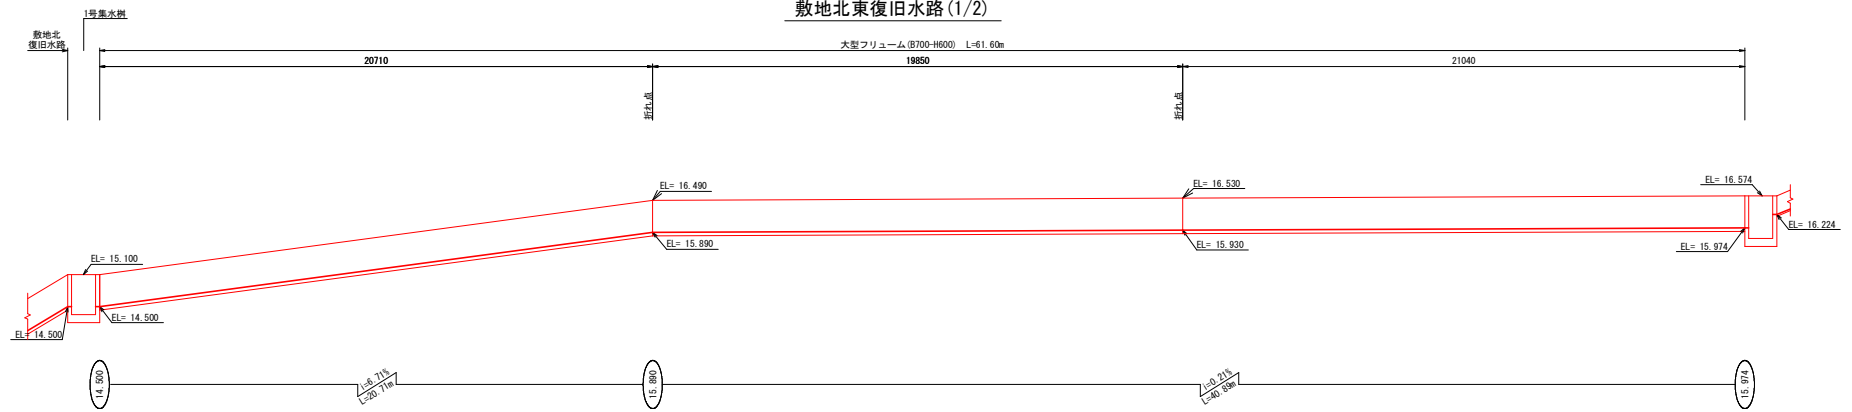 敷地北東復旧水路(1/2)
1号集水桝
敷地北
復旧水路
大型フリューム(B700-H600) L=61.60m
20710
19850
21040
折れ点
折れ点
EL= 16.490
EL= 16.530
EL= 16.574
EL= 16.224
EL= 15.890
EL= 15.930
EL= 15.974
EL= 15.100
EL= 14.500
EL= 14.500
14.500
i=6.71%
L=20.71m
15.890
i=0.21%
L=40.89m
15.974